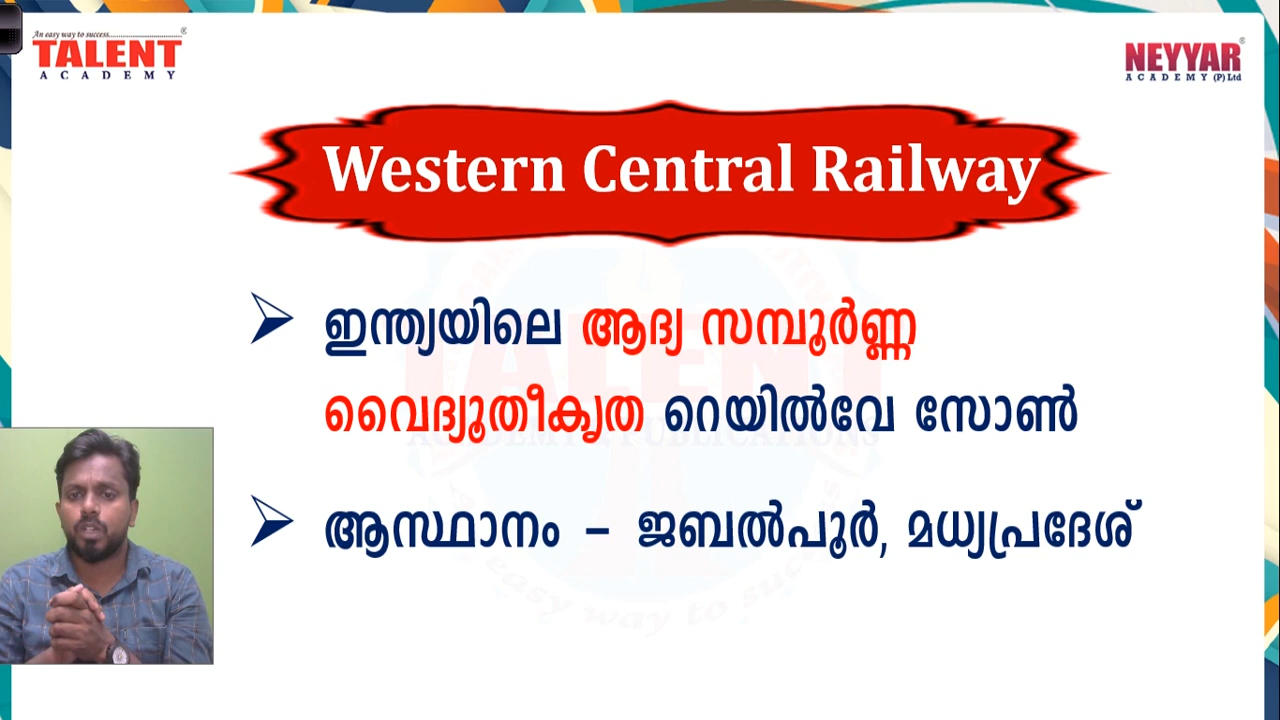 An easy way to success
TALENT
ACADEMY
NEYYAR
ACADEMY (P) Ltd
Western Central Railway
ഇന്ത്യയിലെ ആദ്യ സമ്പൂർണ്ണ
വൈദ്യുതീകൃത റെയിൽവേ സോൺ
ആസ്ഥാനം – ജബൽപൂർ, മധ്യപ്രദേശ്